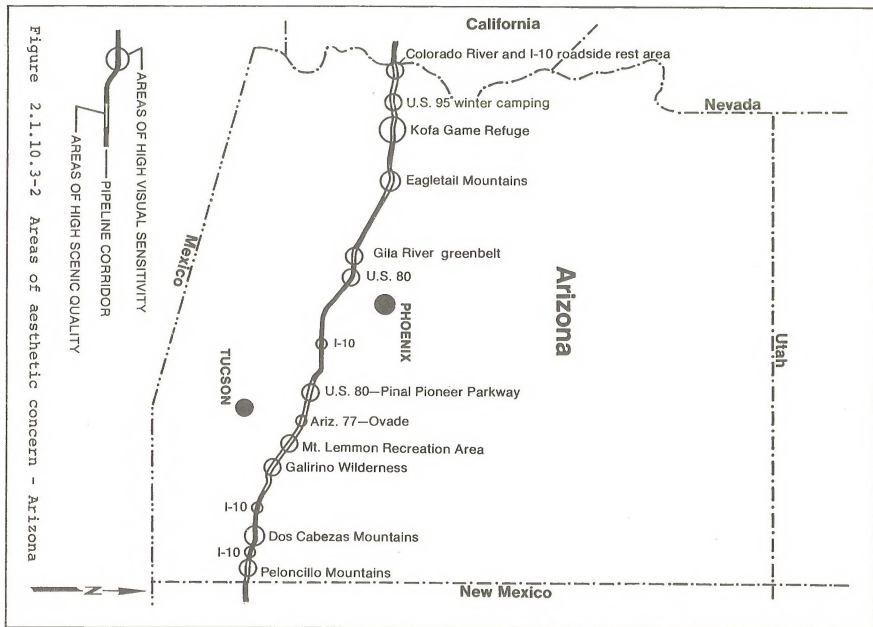 California
Colorado River and I-10 roadside rest area
U.S. 95 winter camping
Nevada
Kofa Game Refuge
Eagletail Mountains
Mexico
Gila River greenbelt
U.S. 80
Arizona
PHOENIX
Utah
I-10
TUCSON
U.S. 80—Pinal Pioneer Parkway
Ariz. 77—Ovade
Mt. Lemmon Recreation Area
Galirino Wilderness
I-10
Dos Cabezas Mountains
I-10
Peloncillo Mountains
New Mexico
N
AREAS OF HIGH VISUAL SENSITIVITY
PIPELINE CORRIDOR
AREAS OF HIGH SCENIC QUALITY
Figure 2.1.10.3-2 Areas of aesthetic concern - Arizona